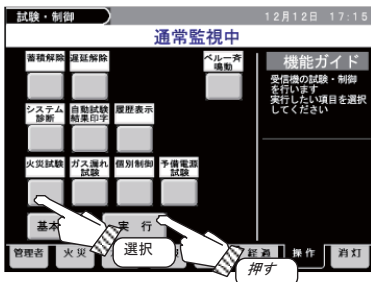 試験・制御
12月12日 17:15
通常監視中
蓄積解除 遅延解除 ベル一斉鳴動
機能ガイド
受信機の試験・制御
を行います
実行したい項目を選択
してください
システム診断 自動試験結果印字 履歴表示
火災試験 ガス漏れ試験 個別制御 予備電源試験
基本 実行
選択
押す
管理者 火災 経過 操作 消灯